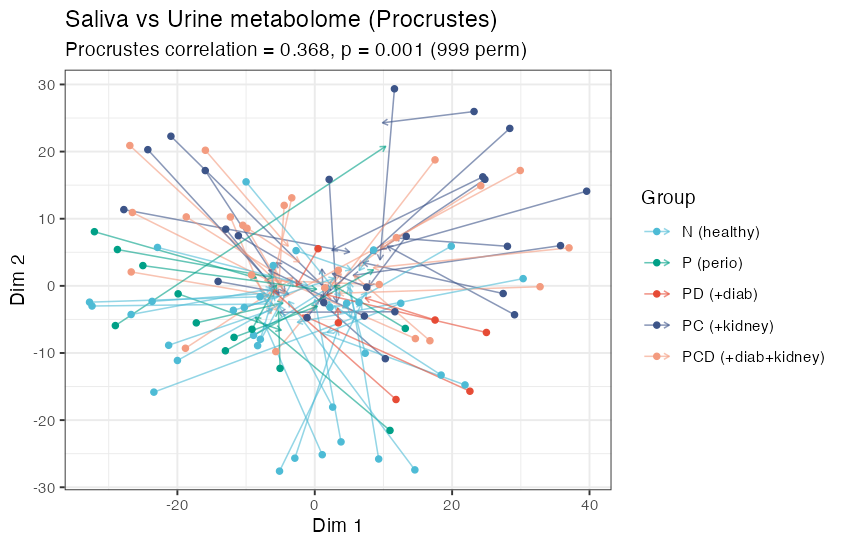 Saliva vs Urine metabolome (Procrustes)
Procrustes correlation = 0.368, p = 0.001 (999 perm)
30
20
10
0
-10
-20
-30
Dim 2
-20
0
20
40
Dim 1
Group
N (healthy)
P (perio)
PD (+diab)
PC (+kidney)
PCD (+diab+kidney)